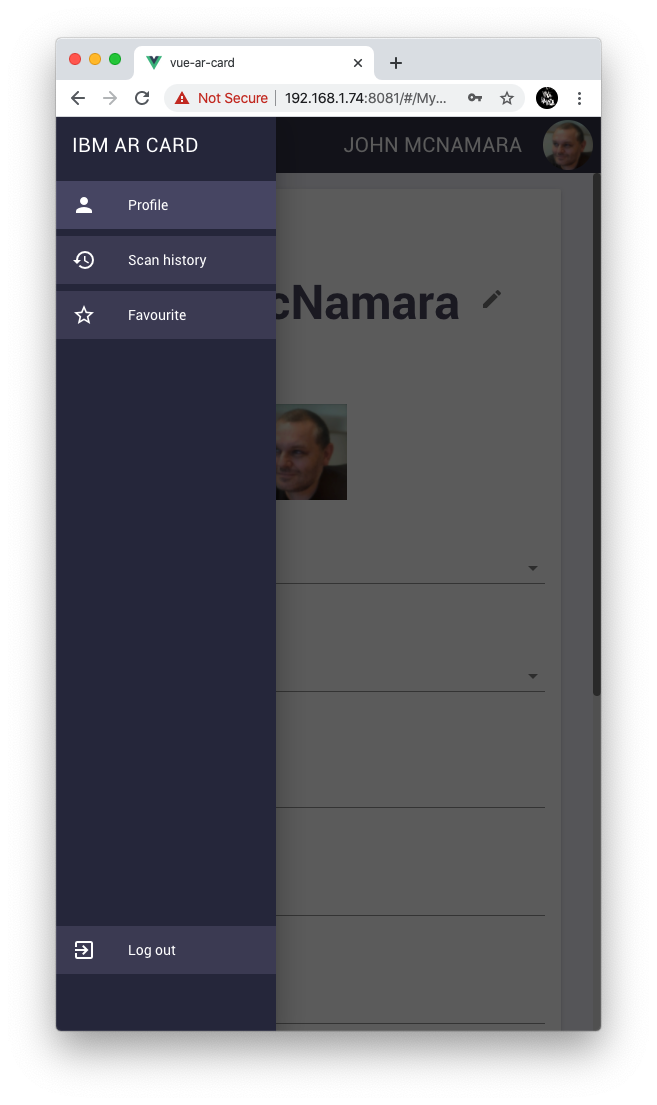 vue-ar-card
Not Secure 192.168.1.74:8081/#/My...
IBM AR CARD
JOHN MCNAMARA
Profile
Scan history
cNamara
Favourite
Log out